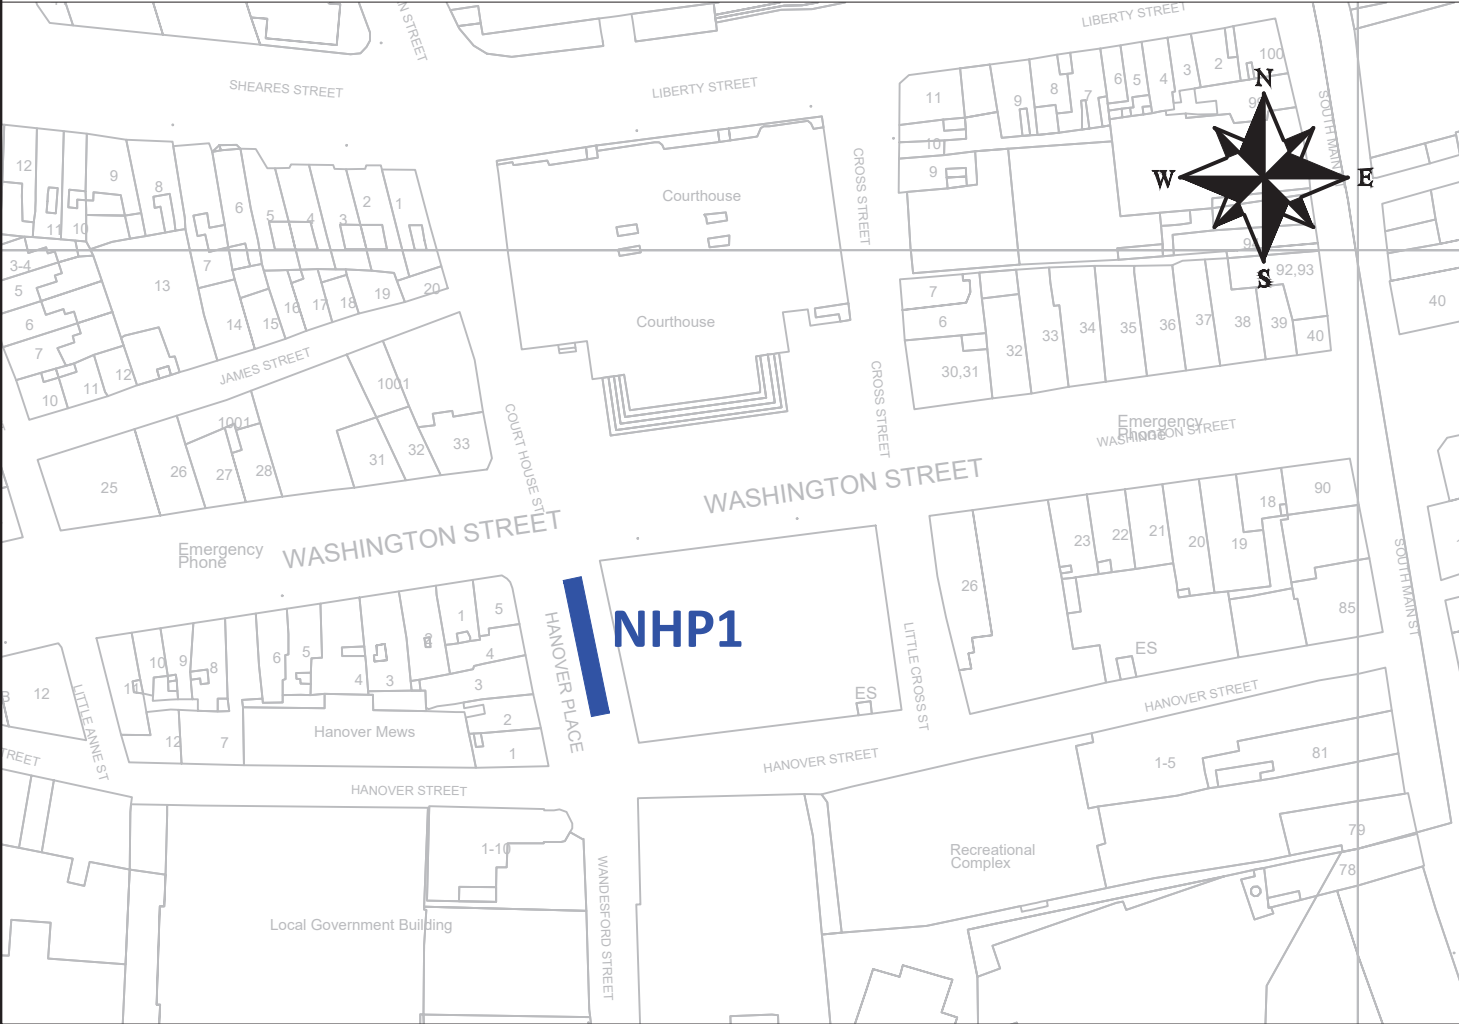 LIBERTY STREET
N STREET
100
2
3
4
5
6
7
8
9
11
N
SHEARES STREET
LIBERTY STREET
SOUTH MAIN
10
9
CROSS STREET
W
E
12
9
8
11
10
6
5
4
3
2
1
Courthouse
S
92,93
3-4
5
13
7
6
7
14
15
16
17
18
19
20
Courthouse
7
6
30,31
32
33
34
35
36
37
38
39
40
40
JAMES STREET
10
11
12
1001
1001
CROSS STREET
COURT HOUSE ST
25
26
27
28
31
32
33
Emergency
Phone
WASHINGTON STREET
WASHINGTON STREET
WASHINGTON STREET
Emergency
Phone
26
23
22
21
20
19
18
90
SOUTH MAIN ST
85
NHP1
HANOVER PLACE
LITTLE CROSS ST
ES
ES
12
LITTLE ANNE ST
11
10
9
8
6
5
4
3
2
1
5
4
3
2
1
12
7
Hanover Mews
HANOVER STREET
HANOVER STREET
HANOVER STREET
TREET
1-5
81
79
78
1-10
WANDESFORD STREET
Recreational
Complex
Local Government Building